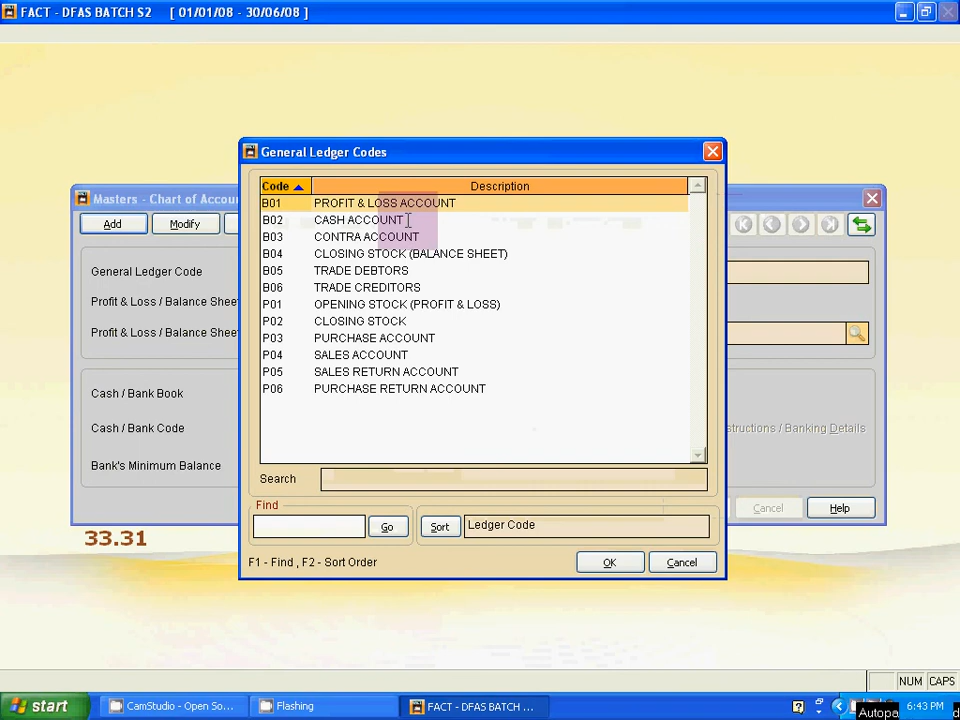 FACT - DFAS BATCH S2 [ 01/01/08 - 30/06/08 ]
General Ledger Codes
Code Description
B01 PROFIT & LOSS ACCOUNT
B02 CASH ACCOUNT
B03 CONTRA ACCOUNT
B04 CLOSING STOCK (BALANCE SHEET)
B05 TRADE DEBTORS
B06 TRADE CREDITORS
P01 OPENING STOCK (PROFIT & LOSS)
P02 CLOSING STOCK
P03 PURCHASE ACCOUNT
P04 SALES ACCOUNT
P05 SALES RETURN ACCOUNT
P06 PURCHASE RETURN ACCOUNT
Search
Find
Go Sort Ledger Code
F1 - Find , F2 - Sort Order OK Cancel
Masters - Chart of Accou
Add Modify
General Ledger Code
Profit & Loss / Balance Shee
Profit & Loss / Balance Shee
Cash / Bank Book
Cash / Bank Code structions / Banking Details
Bank's Minimum Balance
Cancel Help
33.31
NUM CAPS
start CamStudio - Open So... Flashing FACT - DFAS BATCH ... 6:43 PM
Autopa